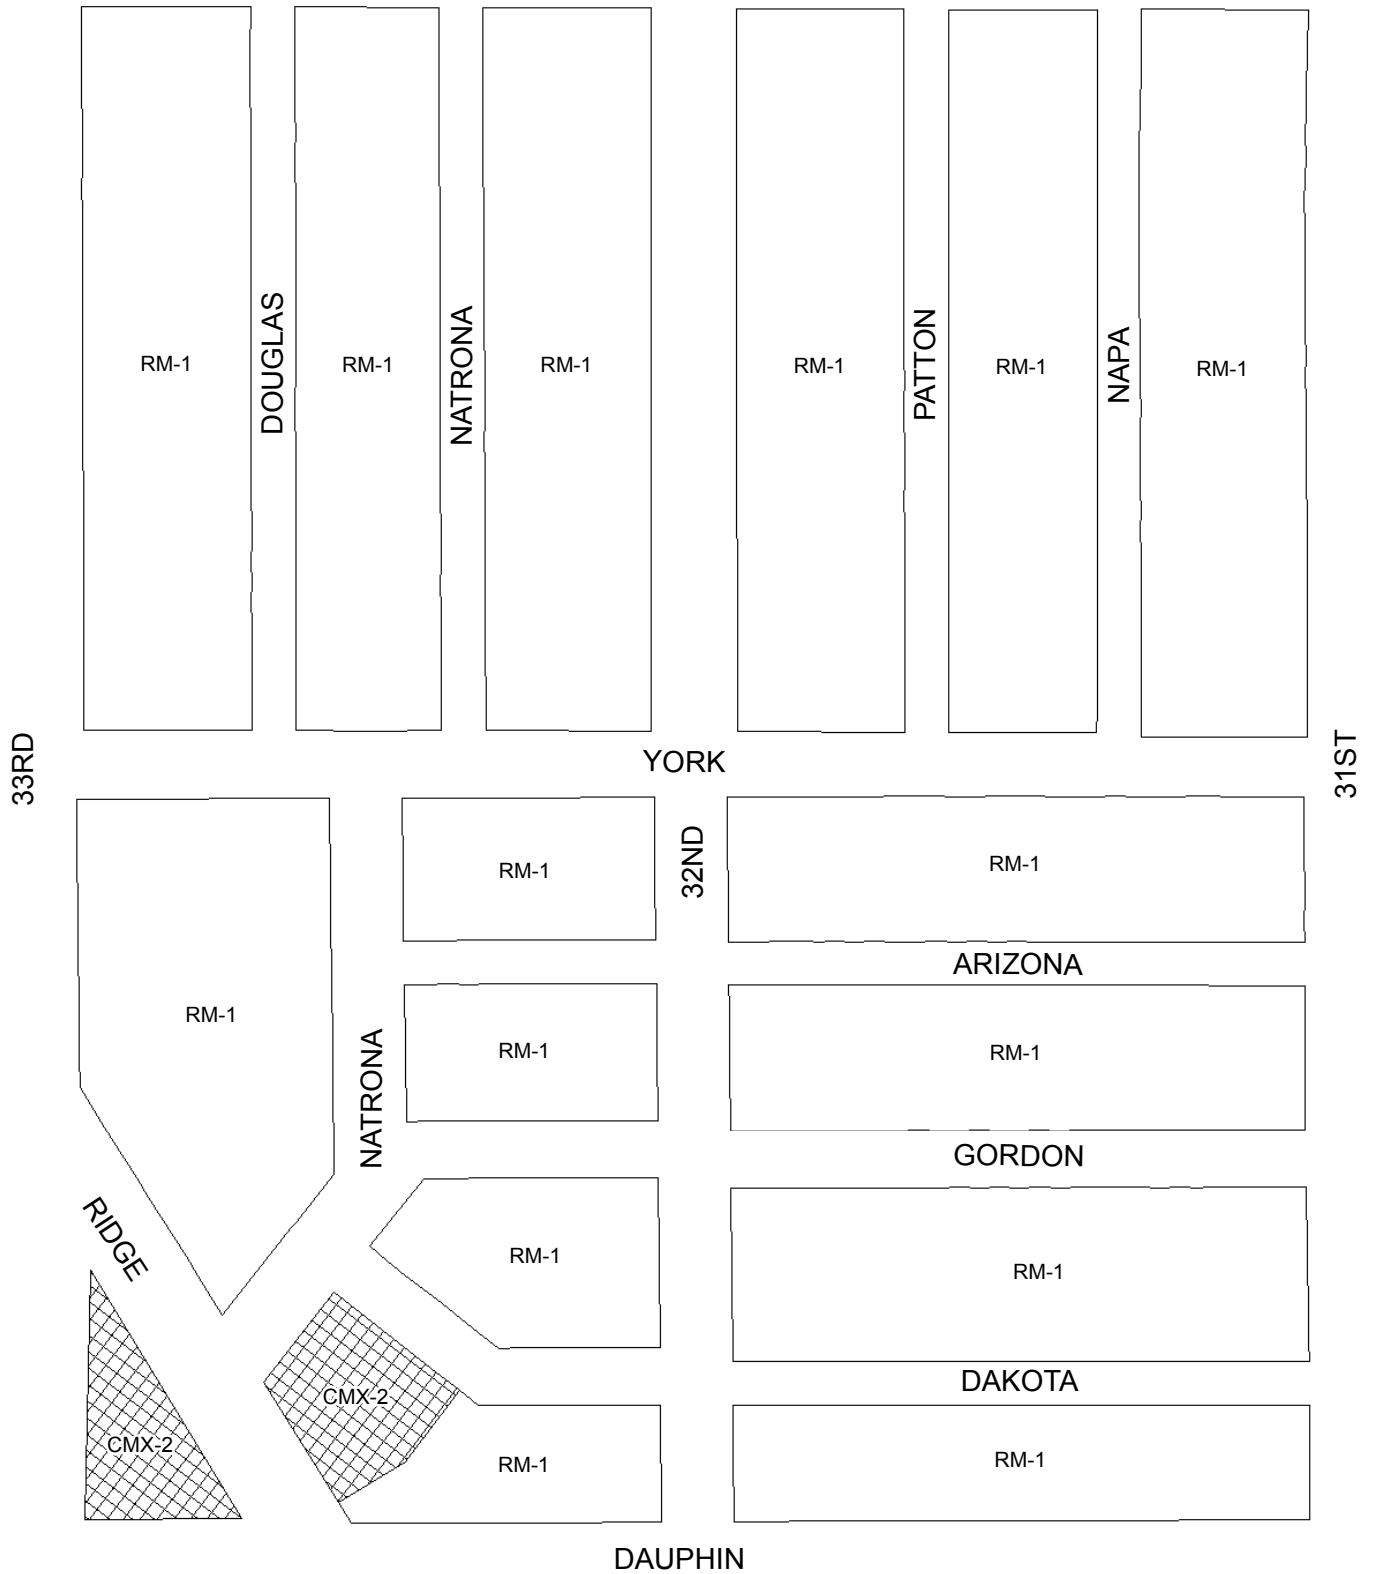 RM-1
DOUGLAS
RM-1
NATRONA
RM-1
RM-1
PATTON
RM-1
NAPA
RM-1
33RD
YORK
31ST
RM-1
32ND
RM-1
ARIZONA
RM-1
NATRONA
RM-1
RM-1
GORDON
RIDGE
RM-1
RM-1
DAKOTA
CMX-2
CMX-2
RM-1
RM-1
DAUPHIN